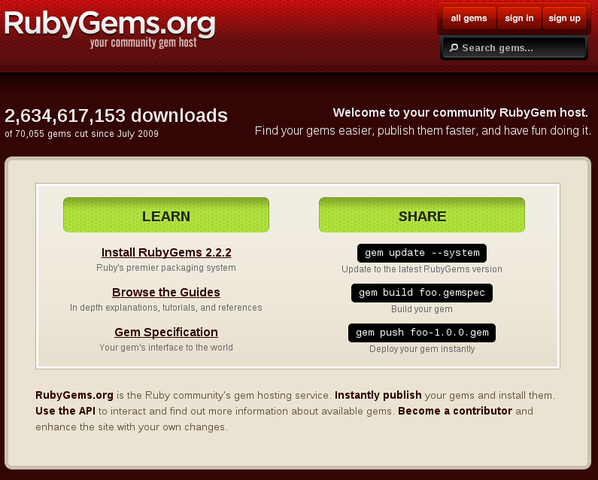 RubyGems.org
your community gem host
all gems sign in sign up
Search gems...
2,634,617,153 downloads
of 70,055 gems cut since July 2009
Welcome to your community RubyGem host.
Find your gems easier, publish them faster, and have fun doing it.
LEARN
Install RubyGems 2.2.2
Ruby's premier packaging system
Browse the Guides
In depth explanations, tutorials, and references
Gem Specification
Your gem's interface to the world
SHARE
gem update --system
Update to the latest RubyGems version
gem build foo.gemspec
Build your gem
gem push foo-1.0.0.gem
Deploy your gem instantly
RubyGems.org is the Ruby community's gem hosting service. Instantly publish your gems and install them.
Use the API to interact and find out more information about available gems. Become a contributor and
enhance the site with your own changes.